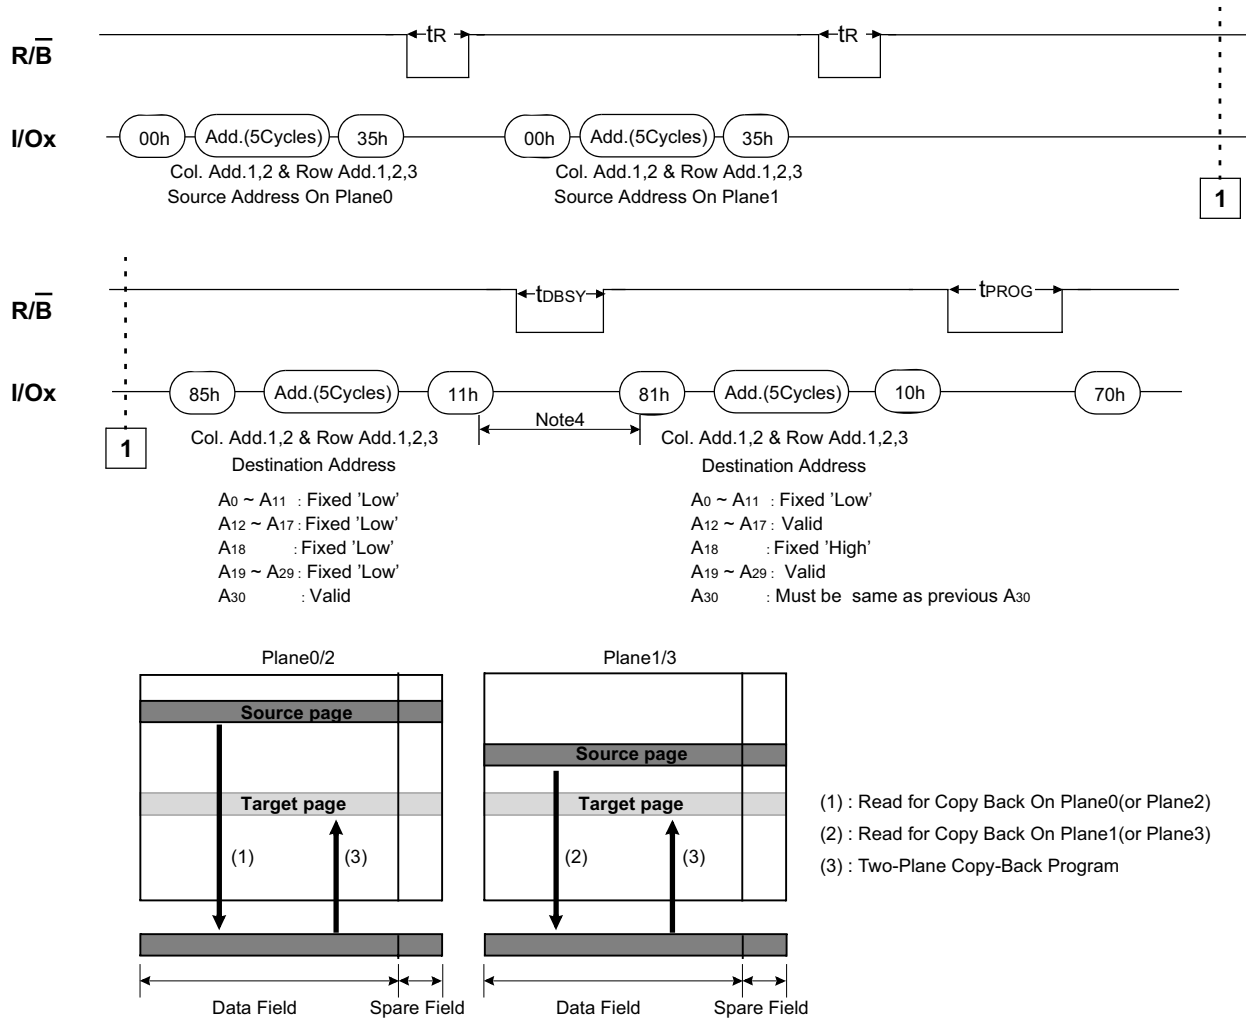 R/B tR tR
I/Ox 00h Add.(5Cycles) 35h 00h Add.(5Cycles) 35h
Col. Add.1,2 & Row Add.1,2,3 Col. Add.1,2 & Row Add.1,2,3
Source Address On Plane0 Source Address On Plane1
1
R/B tDBSY tPROG
I/Ox 85h Add.(5Cycles) 11h 81h Add.(5Cycles) 10h 70h
Note4
1
Col. Add.1,2 & Row Add.1,2,3 Col. Add.1,2 & Row Add.1,2,3
Destination Address Destination Address
A0 ~ A11 : Fixed 'Low' A0 ~ A11 : Fixed 'Low'
A12 ~ A17 : Fixed 'Low' A12 ~ A17 : Valid
A18 : Fixed 'Low' A18 : Fixed 'High'
A19 ~ A29 : Fixed 'Low' A19 ~ A29 : Valid
A30 : Valid A30 : Must be same as previous A30
Plane0/2 Plane1/3
Source page
Source page
Target page Target page
(1) (3) (2) (3)
(1) : Read for Copy Back On Plane0(or Plane2)
(2) : Read for Copy Back On Plane1(or Plane3)
(3) : Two-Plane Copy-Back Program
Data Field Spare Field Data Field Spare Field